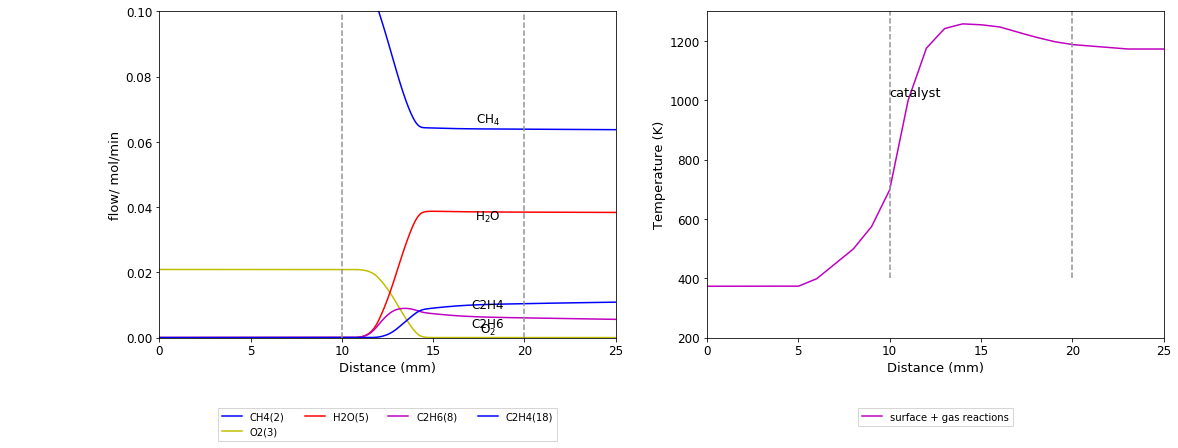 0.10
0.08
0.06
0.04
0.02
0.00
flow/ mol/min
CH4
H2O
C2H4
C2H6
O2
0 5 10 15 20 25
Distance (mm)
CH4(2) H2O(5) C2H6(8) C2H4(18)
O2(3)
1200
1000
800
600
400
200
Temperature (K)
catalyst
0 5 10 15 20 25
Distance (mm)
surface + gas reactions